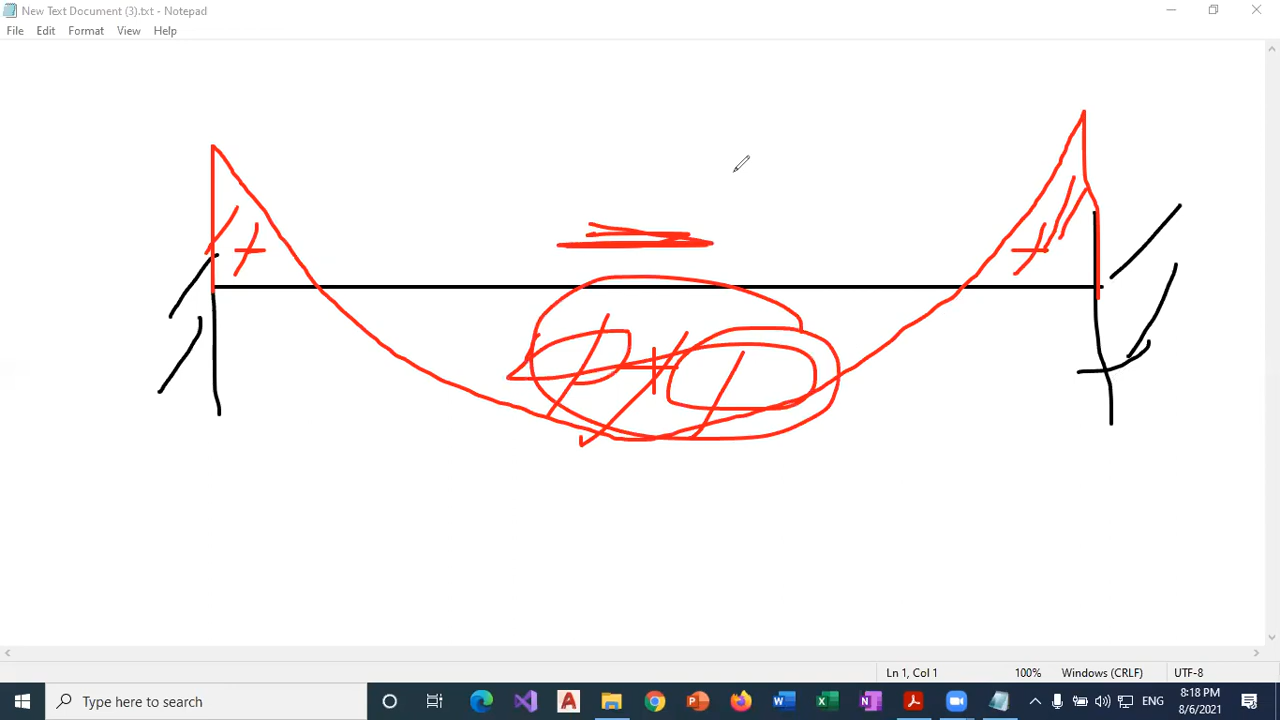 New Text Document (3).txt - Notepad
File Edit Format View Help
+ +
+
Ln 1, Col 1 100% Windows (CRLF) UTF-8
Type here to search
ENG
8:18 PM
8/6/2021